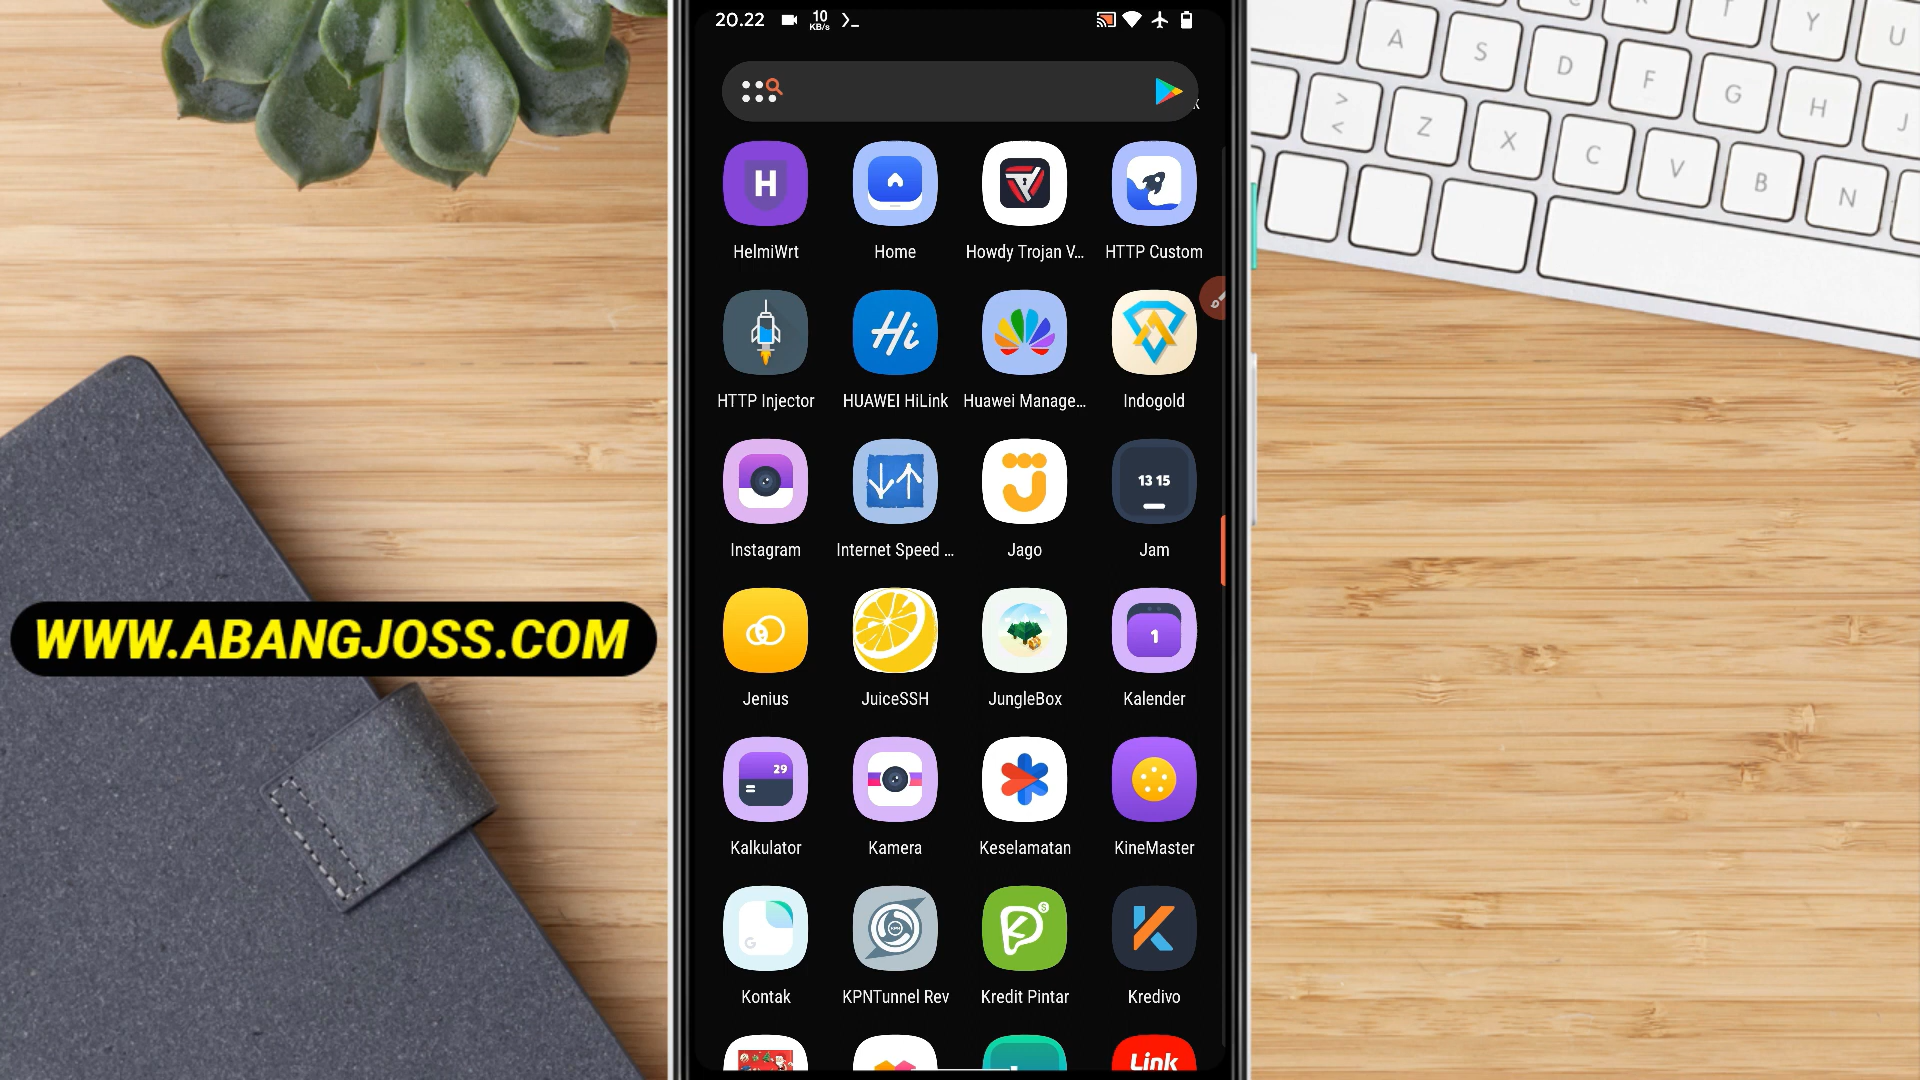 20.22 10 KB/s
HelmiWrt Home Howdy Trojan V... HTTP Custom
HTTP Injector HUAWEI HiLink Huawei Manage... Indogold
13 15
Instagram Internet Speed ... Jago Jam
1
Jenius JuiceSSH JungleBox Kalender
29
Kalkulator Kamera Keselamatan KineMaster
Kontak KPNTunnel Rev Kredit Pintar Kredivo
Link
WWW.ABANGJOSS.COM
H
Hi
KPN
G
A S D F G H J
T Y U
> < Z X C V B N